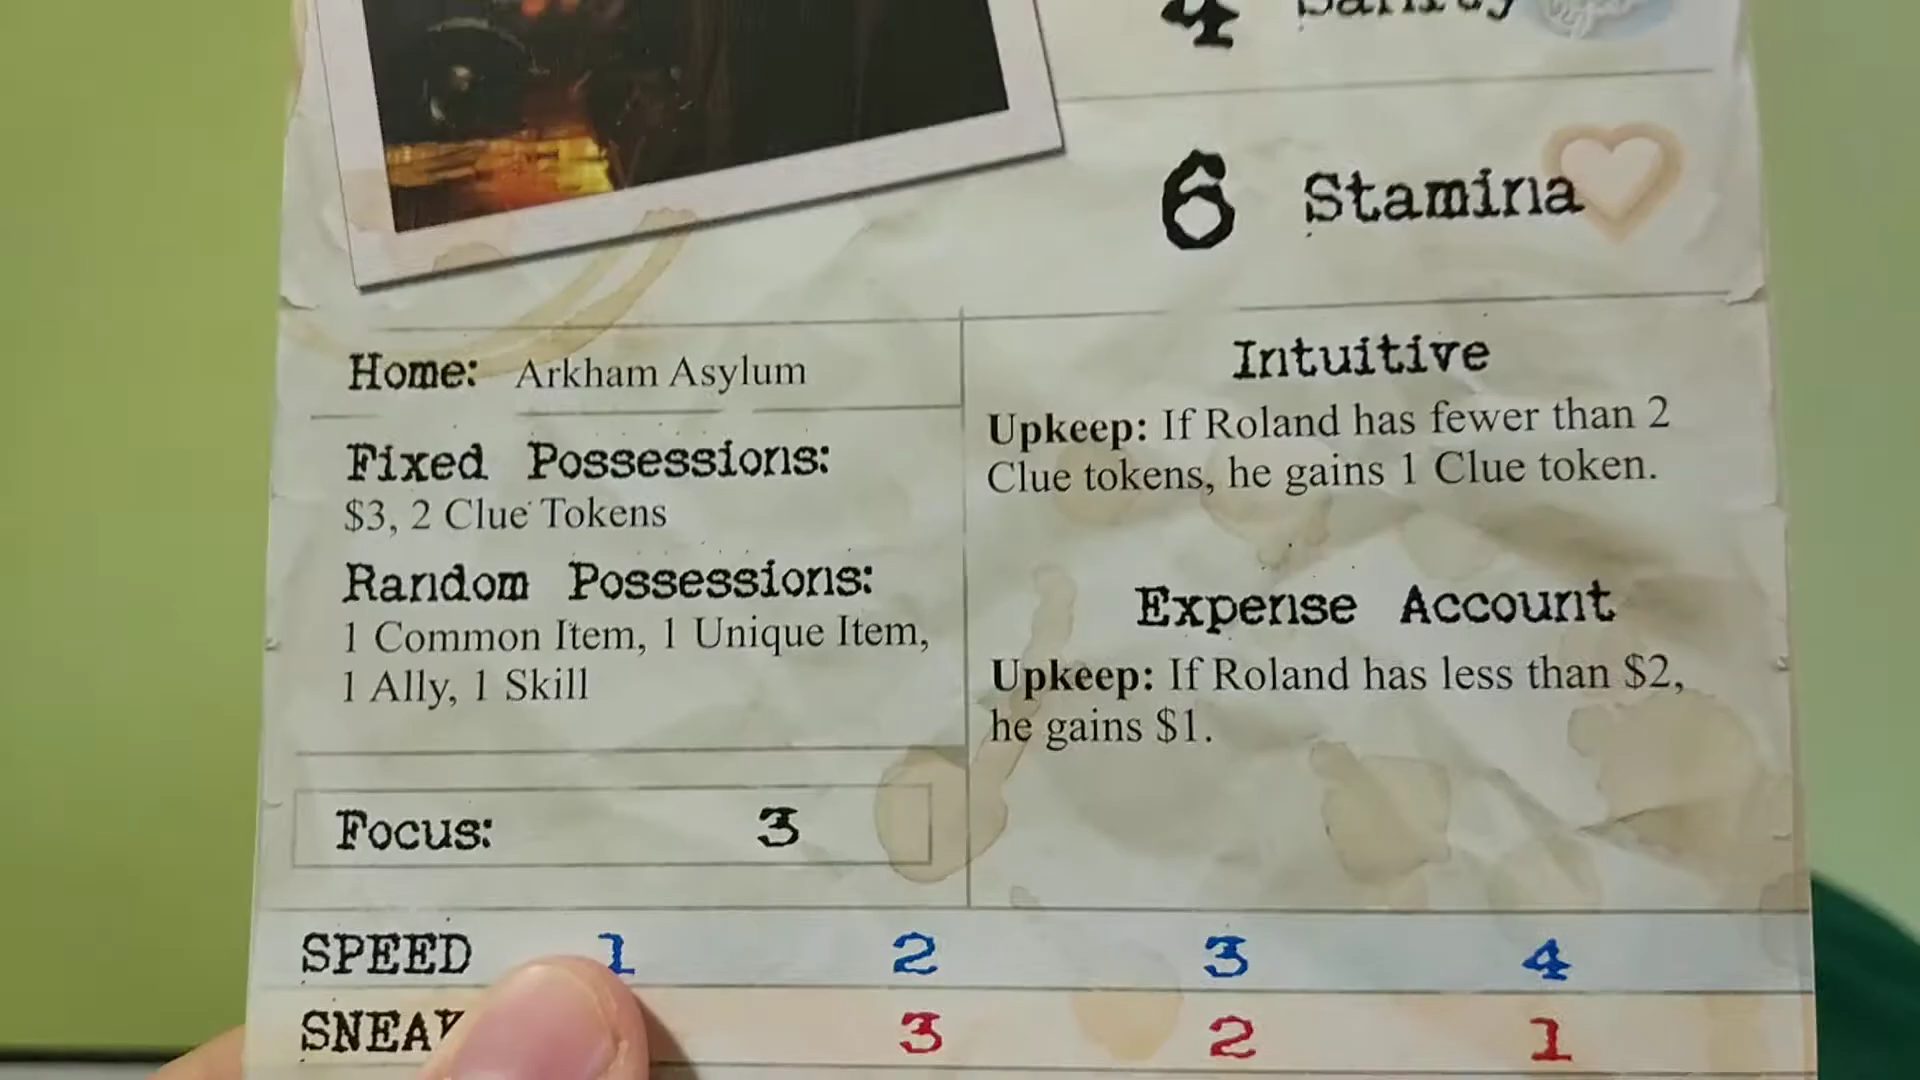 4 Sanity
6 Stamina
Home: Arkham Asylum
Fixed Possessions:
$3, 2 Clue Tokens
Random Possessions:
1 Common Item, 1 Unique Item,
1 Ally, 1 Skill
Focus: 3
Intuitive
Upkeep: If Roland has fewer than 2
Clue tokens, he gains 1 Clue token.
Expense Account
Upkeep: If Roland has less than $2,
he gains $1.
SPEED 1 2 3 4
SNEAK 3 2 1